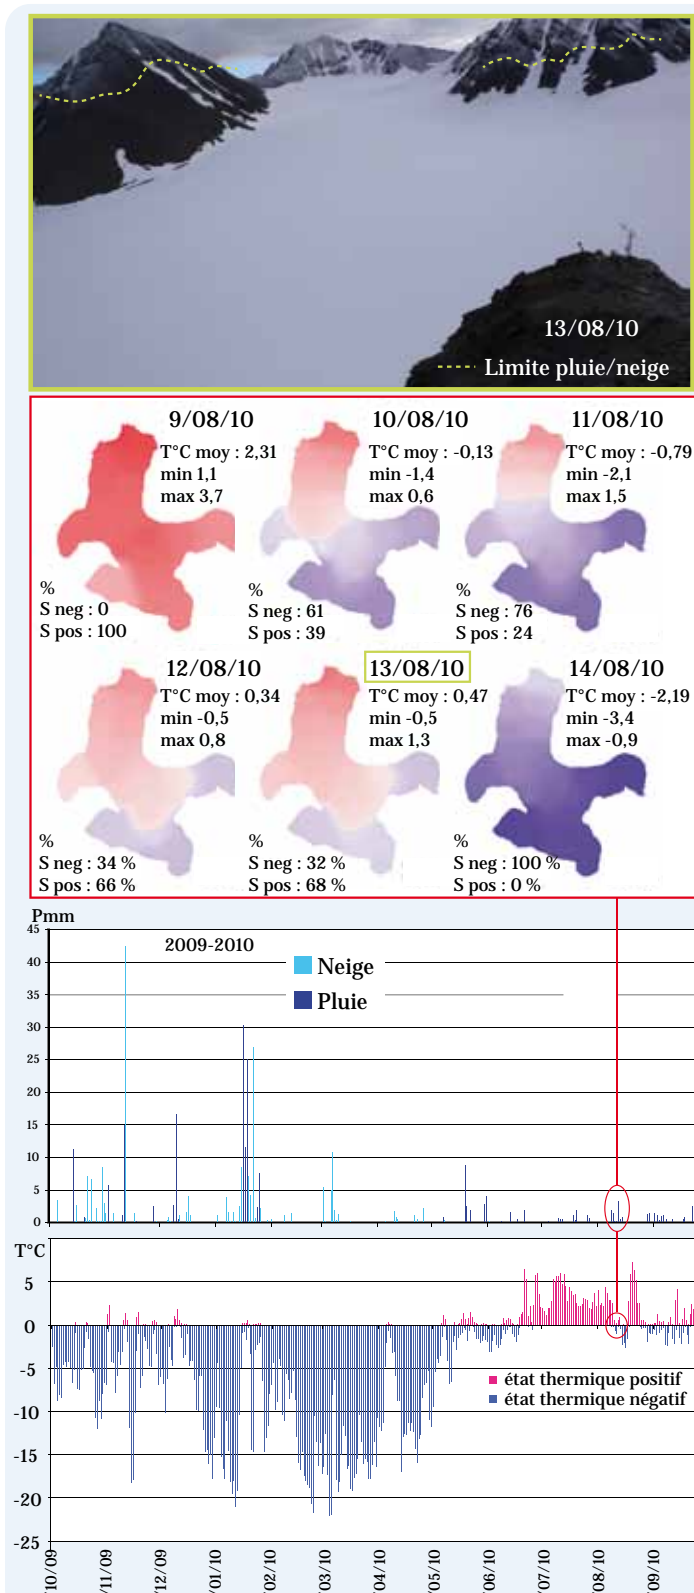 13/08/10
Limite pluie/neige
9/08/10
T°C moy : 2,31
min 1,1
max 3,7
%
S neg : 0
S pos : 100
10/08/10
T°C moy : -0,13
min -1,4
max 0,6
%
S neg : 61
S pos : 39
11/08/10
T°C moy : -0,79
min -2,1
max 1,5
%
S neg : 76
S pos : 24
12/08/10
T°C moy : 0,34
min -0,5
max 0,8
%
S neg : 34 %
S pos : 66 %
13/08/10
T°C moy : 0,47
min -0,5
max 1,3
%
S neg : 32 %
S pos : 68 %
14/08/10
T°C moy : -2,19
min -3,4
max -0,9
%
S neg : 100 %
S pos : 0 %
Pmm
45
40
35
30
25
20
15
10
5
0
2009-2010
Neige
Pluie
T°C
5
0
-5
-10
-15
-20
-25
état thermique positif
état thermique négatif
/10/ 09
/11/ 09
/12/ 09
/01/ 10
/02/ 10
/03/ 10
/04/ 10
/05/ 10
/06/ 10
/07/ 10
/08/ 10
/09/ 10